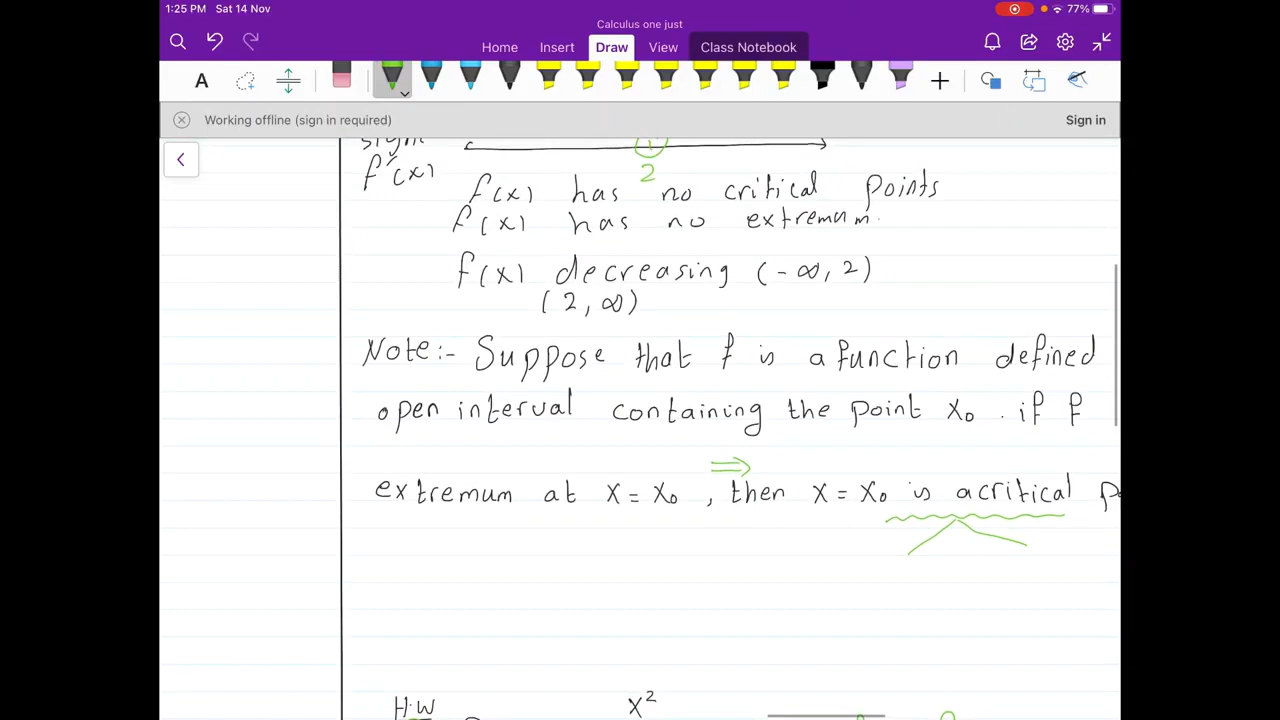 1:25 PM Sat 14 Nov
77%
Calculus one just
Home Insert Draw View Class Notebook
A
Working offline (sign in required) Sign in
f'(x)
2
f(x) has no critical points
f(x) has no extremum.
f(x) decreasing (-∞, 2)
(2, ∞)
Note:- Suppose that f is a function defined
open interval containing the point x₀ . if f
⇒
extremum at x = x₀ , then x = x₀ is a critical
H.W
x²